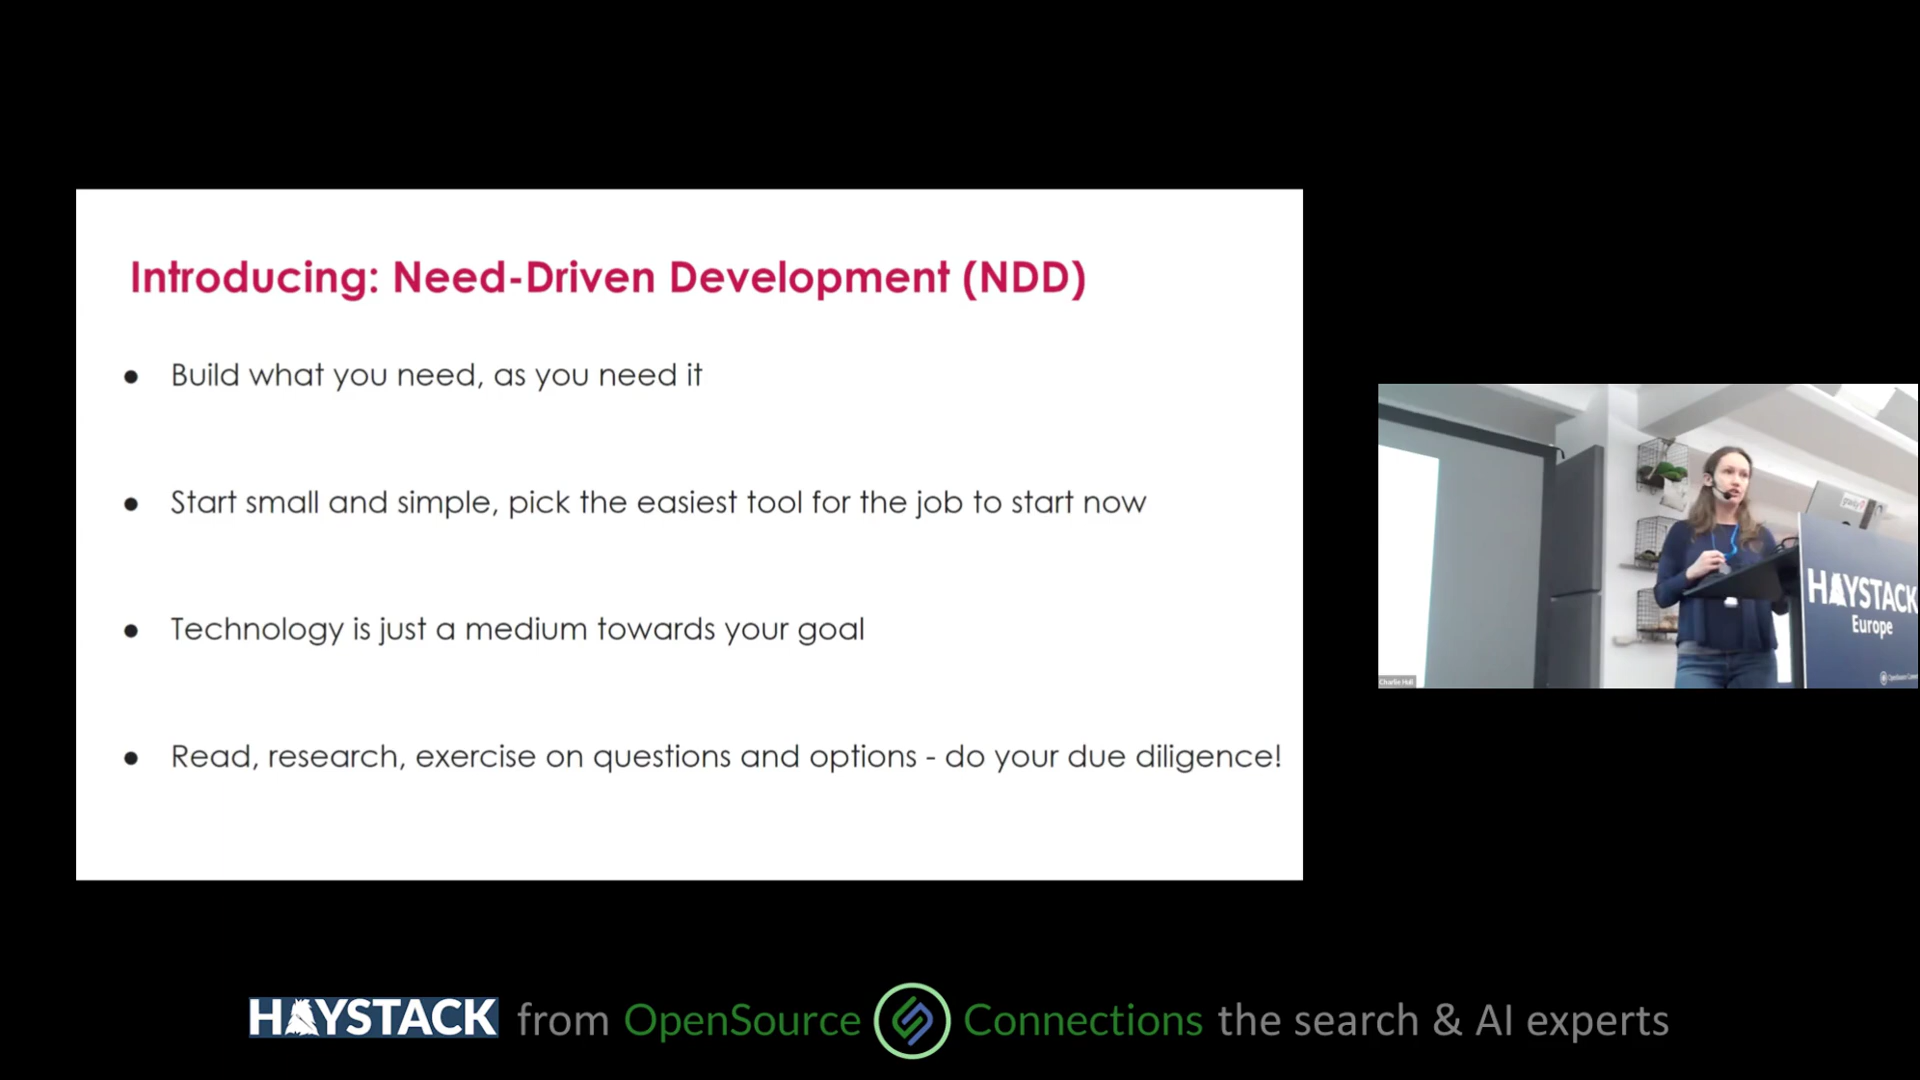 Introducing: Need-Driven Development (NDD)
● Build what you need, as you need it
● Start small and simple, pick the easiest tool for the job to start now
● Technology is just a medium towards your goal
● Read, research, exercise on questions and options - do your due diligence!
HAYSTACK
Europe
Charlie Hull
HAYSTACK from OpenSource Connections the search & AI experts